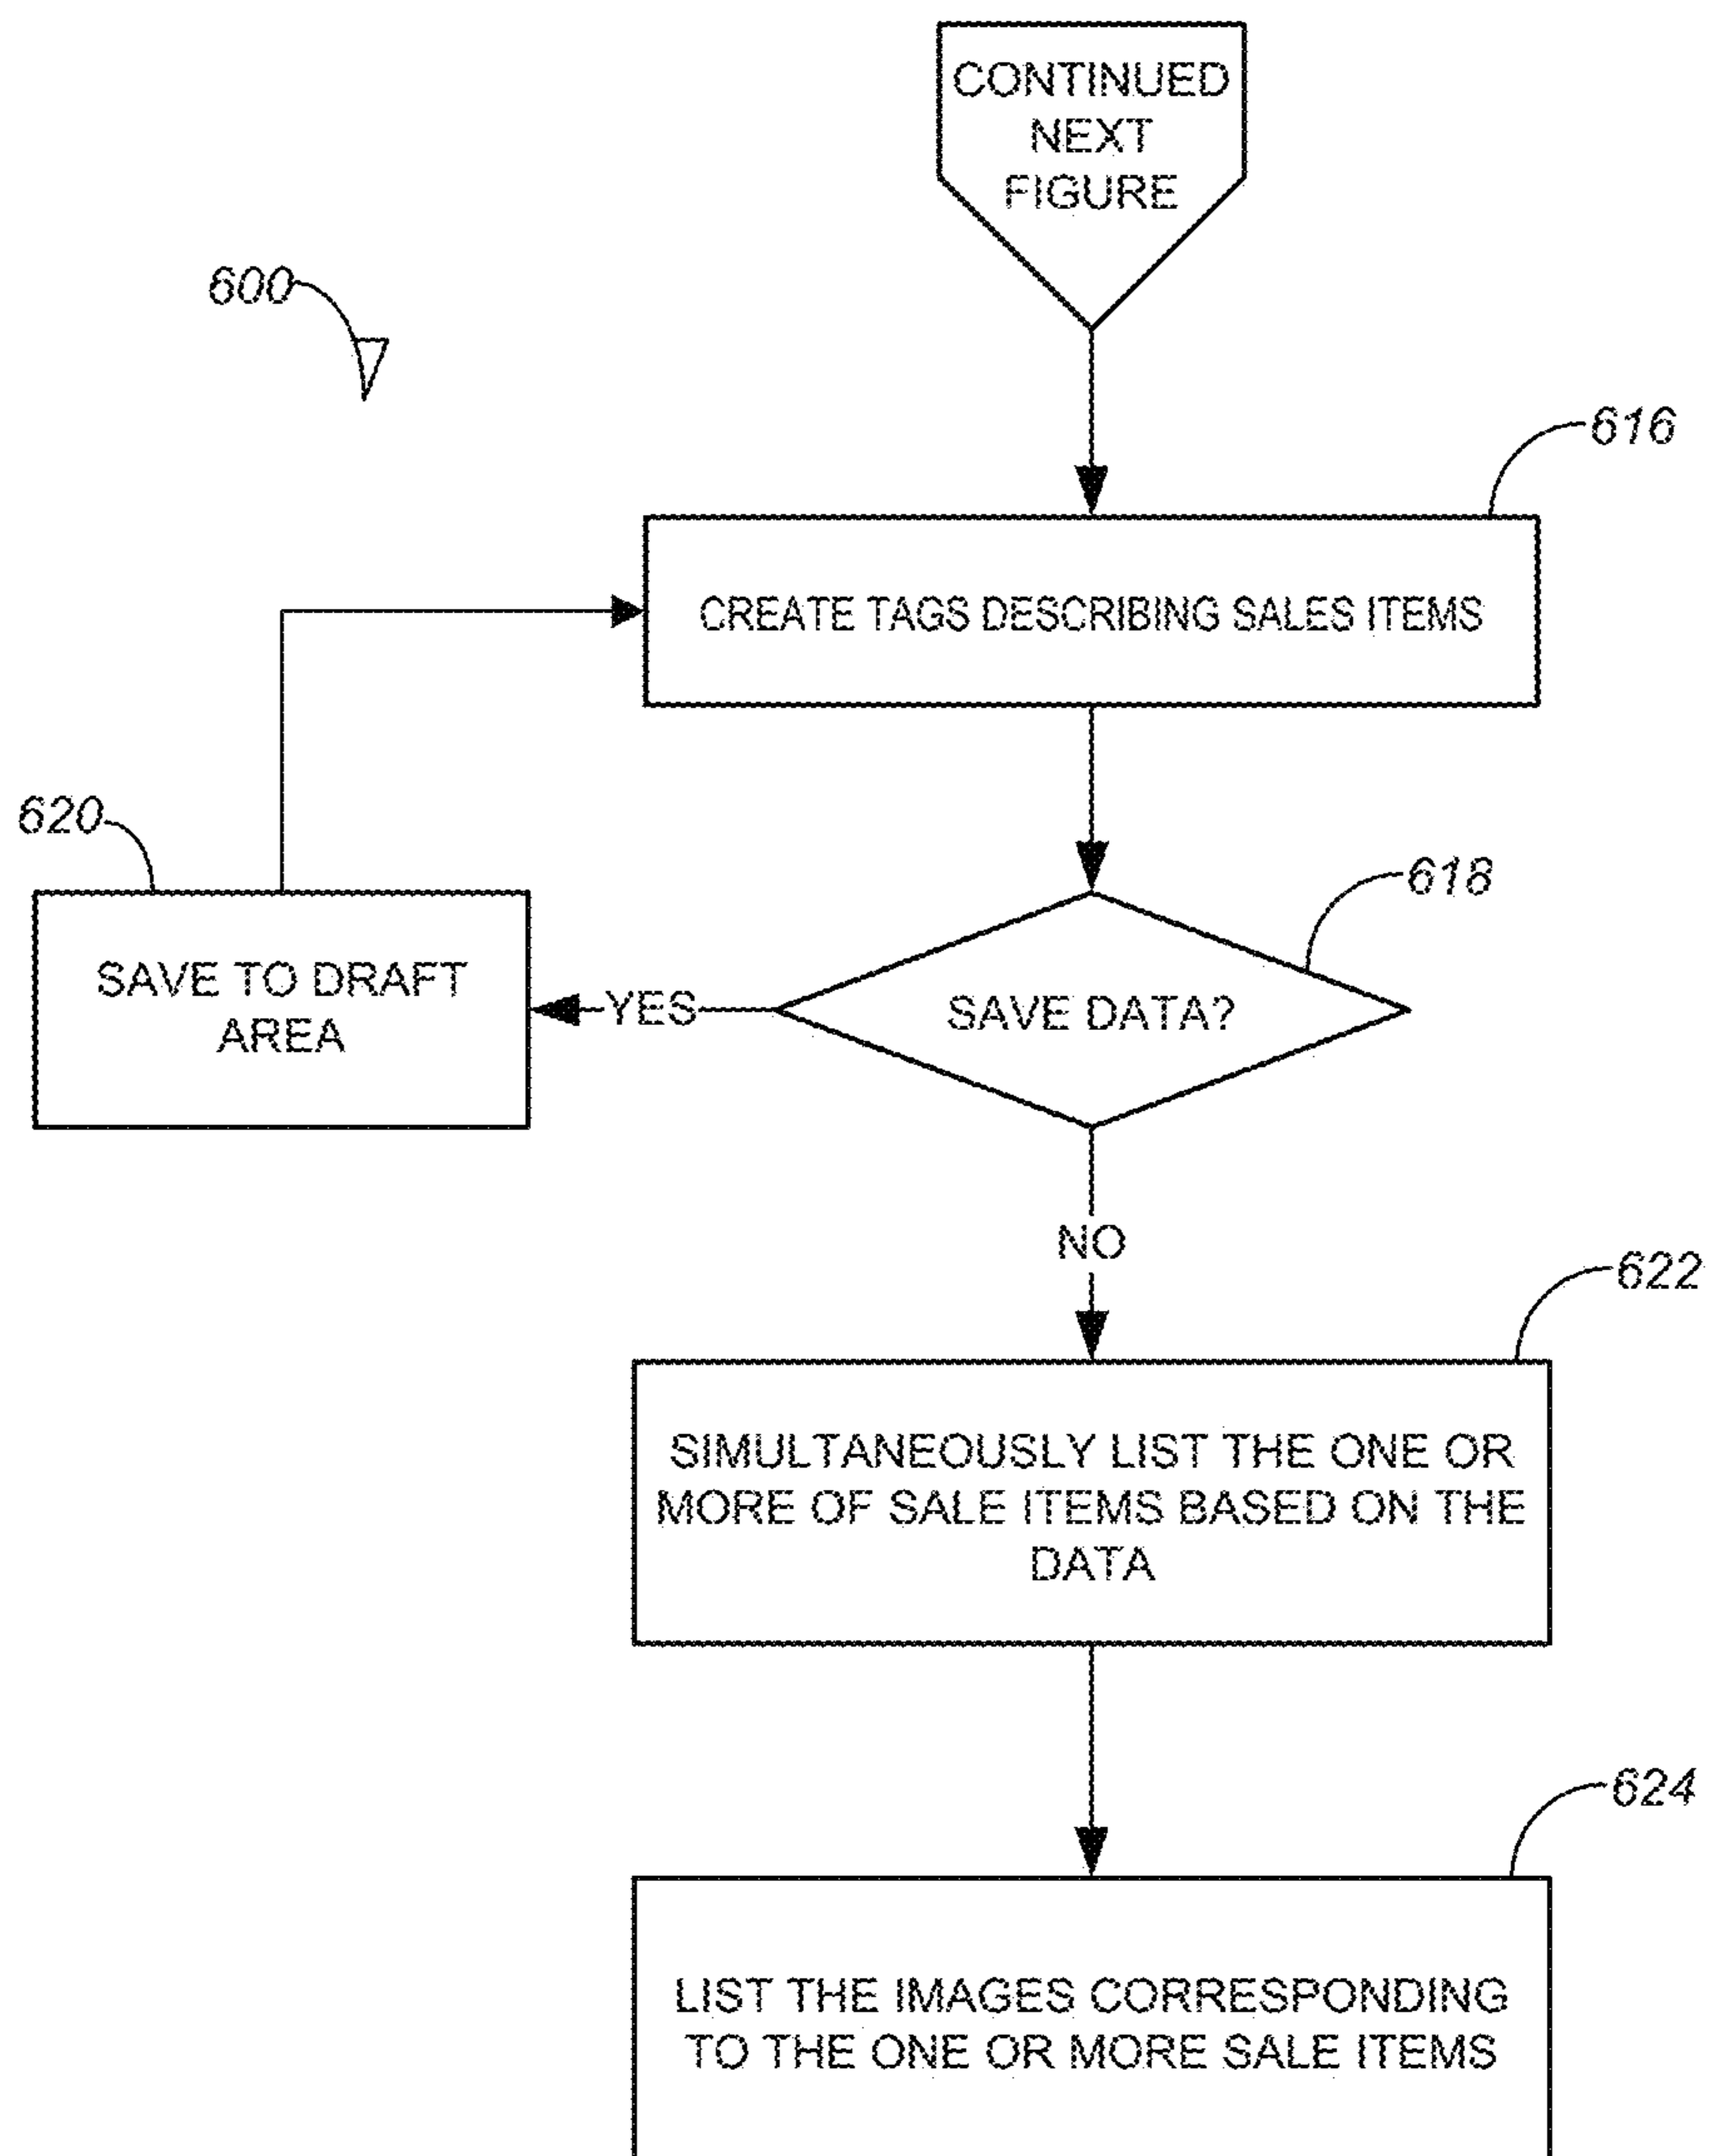 CONTINUED
NEXT
FIGURE
600
616
CREATE TAGS DESCRIBING SALES ITEMS
620
618
SAVE TO DRAFT
AREA
YES
SAVE DATA?
NO
622
SIMULTANEOUSLY LIST THE ONE OR
MORE OF SALE ITEMS BASED ON THE
DATA
624
LIST THE IMAGES CORRESPONDING
TO THE ONE OR MORE SALE ITEMS